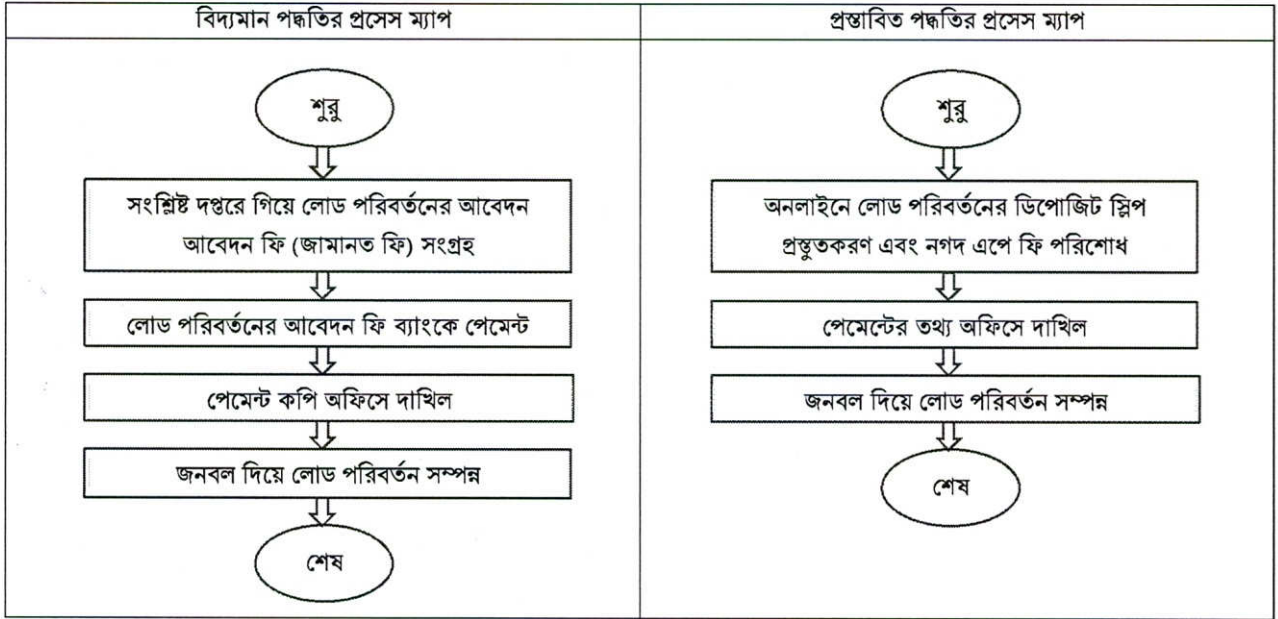 বিদ্যমান পদ্ধতির প্রসেস ম্যাপ
শুরু
সংশ্লিষ্ট দপ্তরে গিয়ে লোড পরিবর্তনের আবেদন
আবেদন ফি (জামানত ফি) সংগ্রহ
লোড পরিবর্তনের আবেদন ফি ব্যাংকে পেমেন্ট
পেমেন্ট কপি অফিসে দাখিল
জনবল দিয়ে লোড পরিবর্তন সম্পন্ন
শেষ
প্রস্তাবিত পদ্ধতির প্রসেস ম্যাপ
শুরু
অনলাইনে লোড পরিবর্তনের ডিপোজিট স্লিপ
প্রস্তুতকরণ এবং নগদ এপে ফি পরিশোধ
পেমেন্টের তথ্য অফিসে দাখিল
জনবল দিয়ে লোড পরিবর্তন সম্পন্ন
শেষ